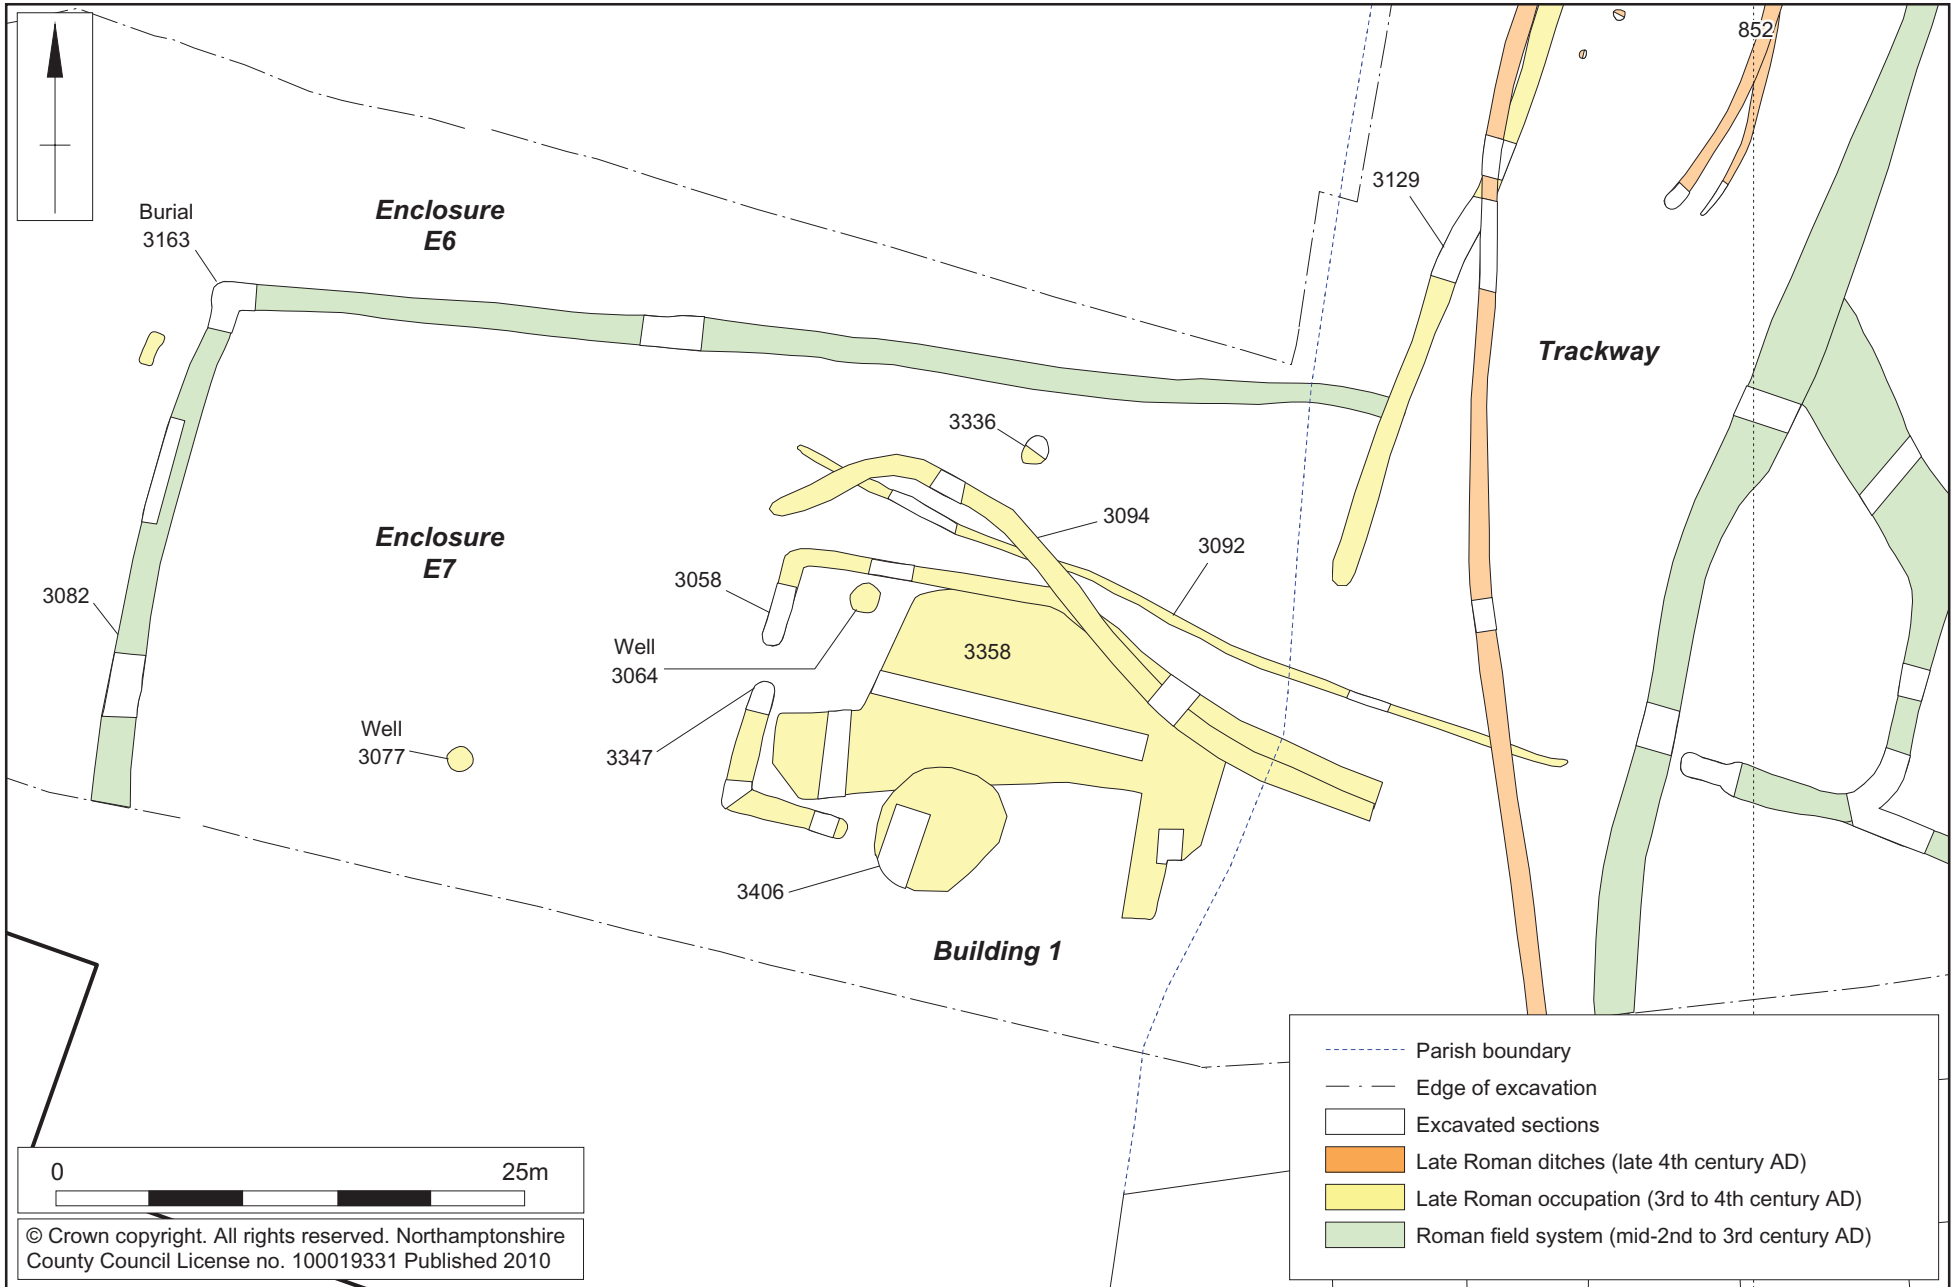 852
3129
Burial
3163
Enclosure
E6
Trackway
3336
3094
3092
Enclosure
E7
3058
3082
Well
3064
3358
Well
3077
3347
3406
Building 1
Parish boundary
Edge of excavation
Excavated sections
Late Roman ditches (late 4th century AD)
Late Roman occupation (3rd to 4th century AD)
Roman field system (mid-2nd to 3rd century AD)
0 25m
© Crown copyright. All rights reserved. Northamptonshire
County Council License no. 100019331 Published 2010